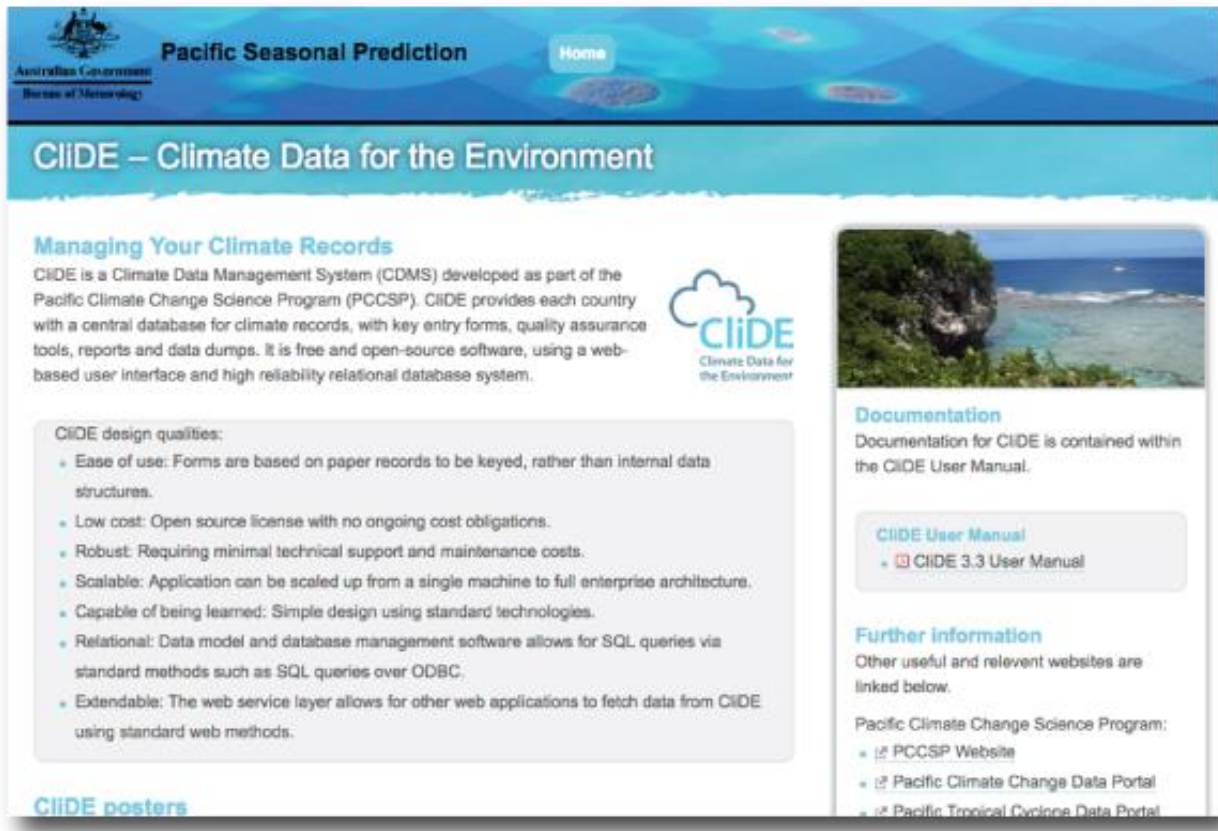 Australian Government
Bureau of Meteorology
Pacific Seasonal Prediction
Home
CliDE – Climate Data for the Environment
Managing Your Climate Records
CliDE is a Climate Data Management System (CDMS) developed as part of the
Pacific Climate Change Science Program (PCCSP). CliDE provides each country
with a central database for climate records, with key entry forms, quality assurance
tools, reports and data dumps. It is free and open-source software, using a web-
based user interface and high reliability relational database system.
CliDE
Climate Data for
the Environment
CliDE design qualities:
Ease of use: Forms are based on paper records to be keyed, rather than internal data
structures.
Low cost: Open source license with no ongoing cost obligations.
Robust: Requiring minimal technical support and maintenance costs.
Scalable: Application can be scaled up from a single machine to full enterprise architecture.
Capable of being learned: Simple design using standard technologies.
Relational: Data model and database management software allows for SQL queries via
standard methods such as SQL queries over ODBC.
Extendable: The web service layer allows for other web applications to fetch data from CliDE
using standard web methods.
CliDE posters
Documentation
Documentation for CliDE is contained within
the CliDE User Manual.
CliDE User Manual
CliDE 3.3 User Manual
Further information
Other useful and relevent websites are
linked below.
Pacific Climate Change Science Program:
PCCSP Website
Pacific Climate Change Data Portal
Pacific Tropical Cyclone Data Portal